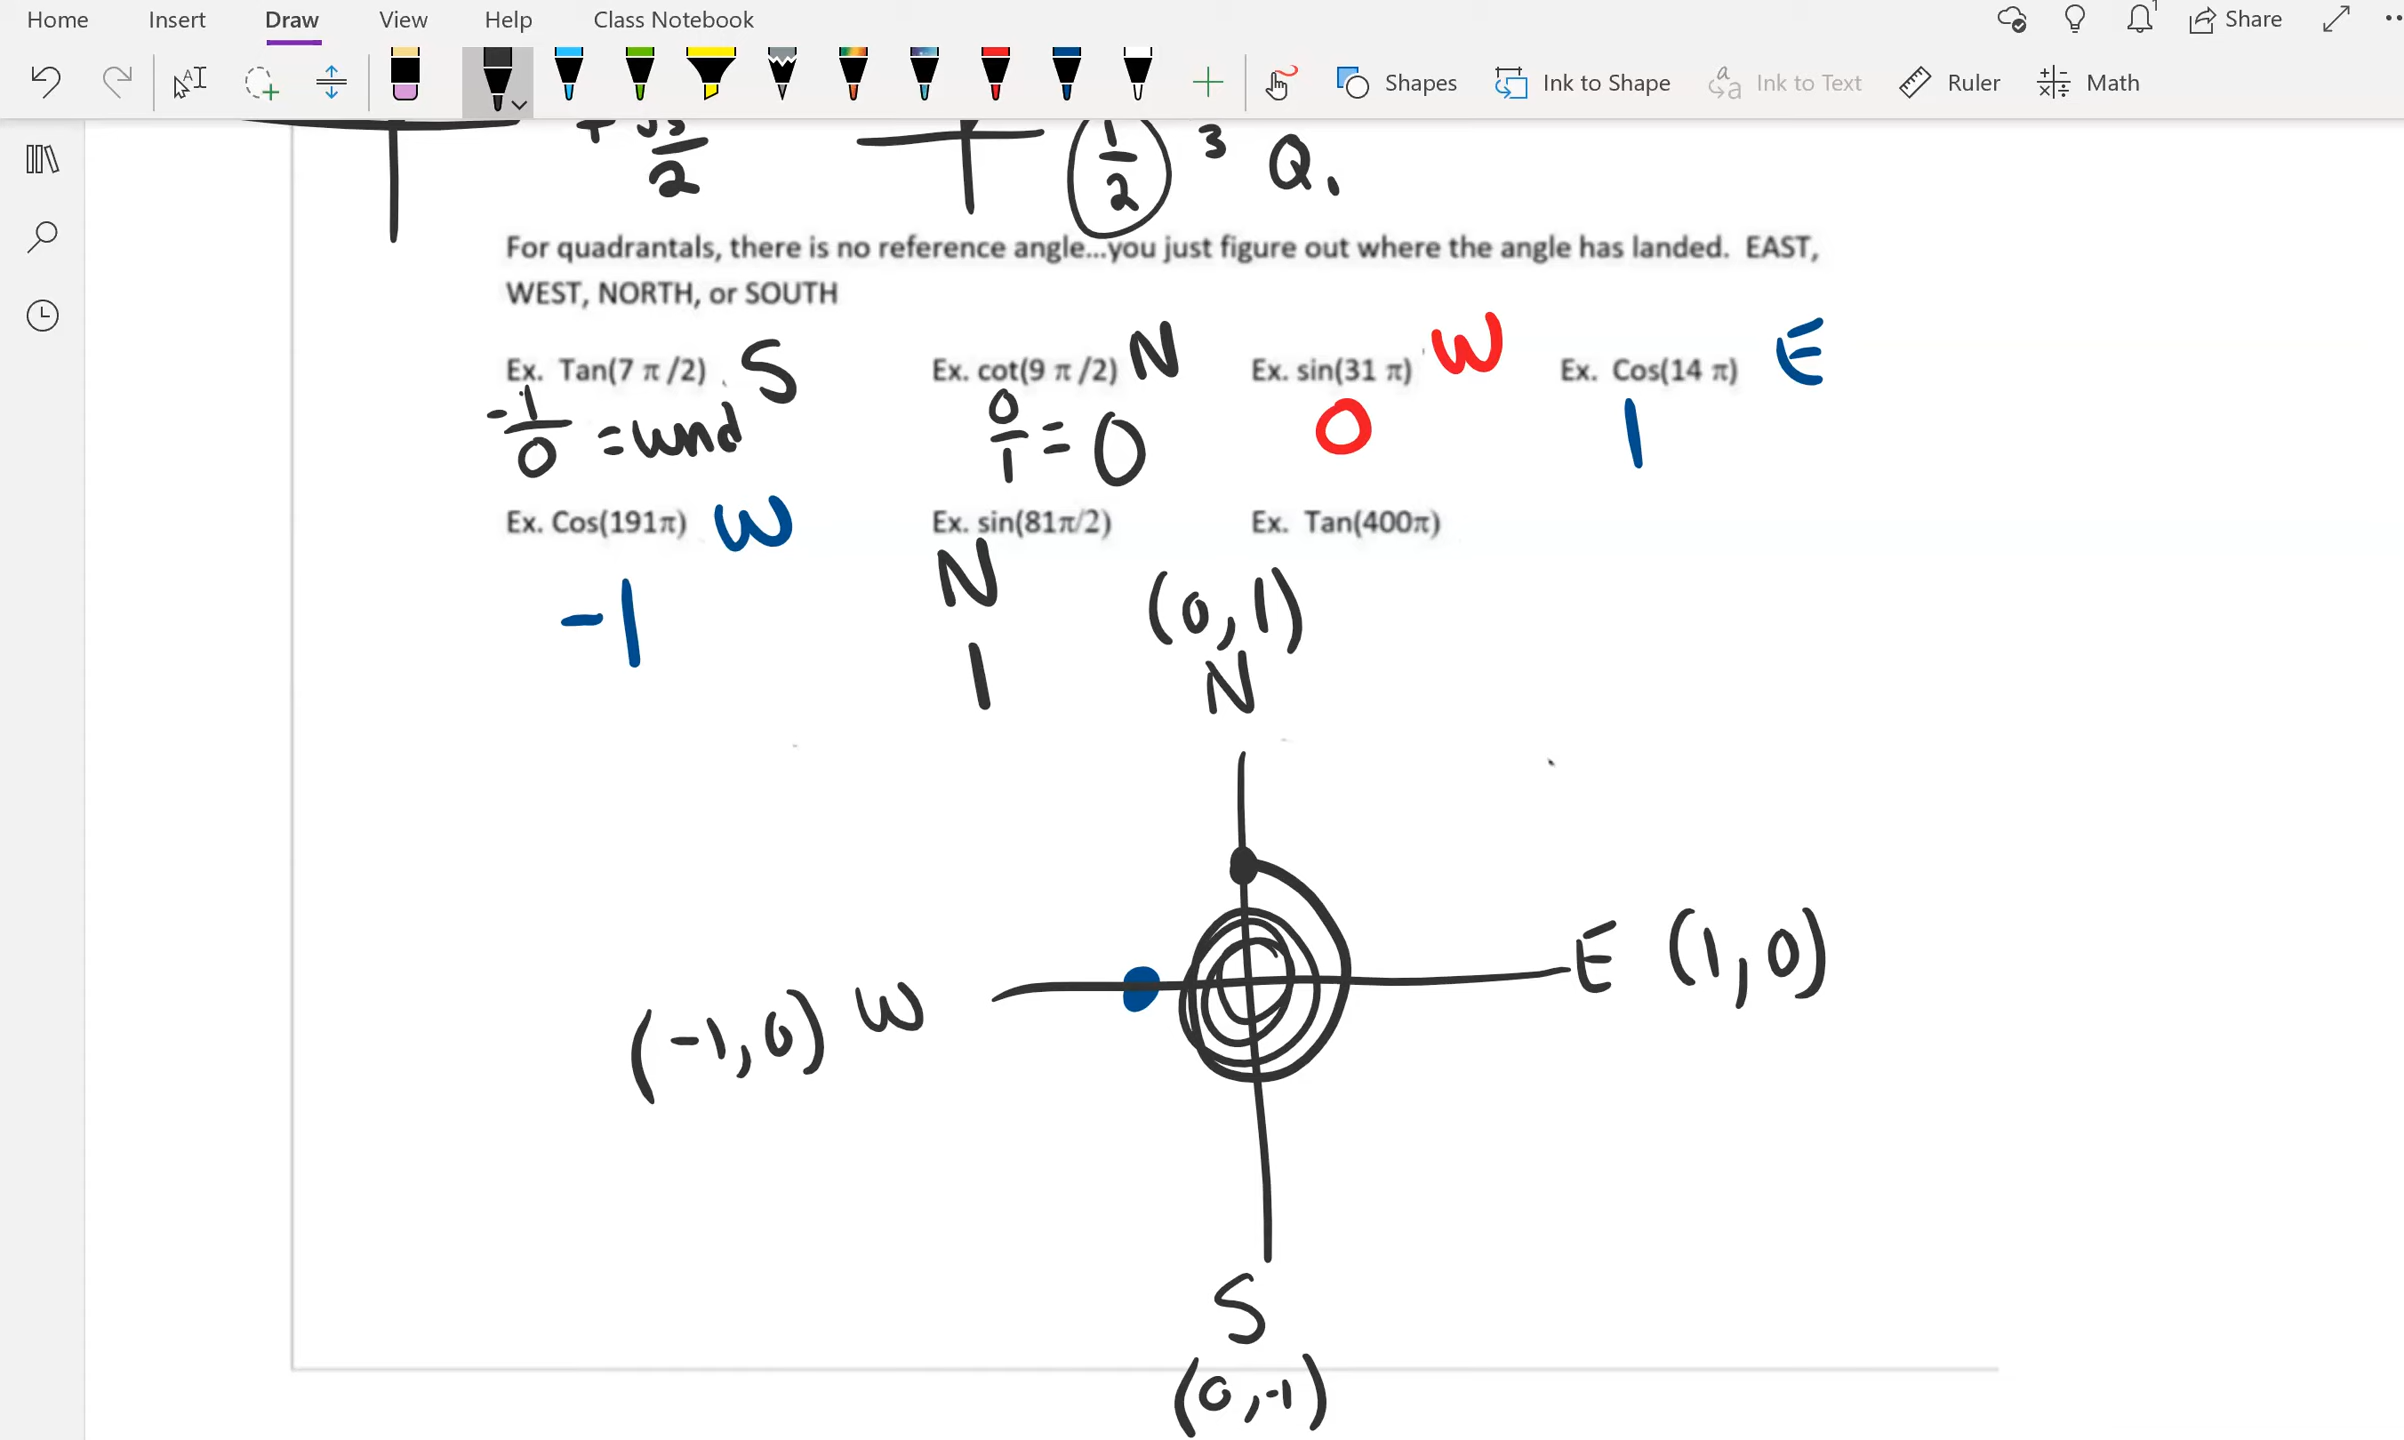 Home Insert Draw View Help Class Notebook 1 Share
Shapes Ink to Shape Ink to Text Ruler Math
+ √3/2 1/2 3 Q.
For quadrantals, there is no reference angle...you just figure out where the angle has landed. EAST,
WEST, NORTH, or SOUTH
Ex. Tan(7 π /2) S Ex. cot(9 π /2) N Ex. sin(31 π) W Ex. Cos(14 π) E
-1/0 = und 0/1 = 0 0 1
Ex. Cos(191π) W Ex. sin(81π/2) Ex. Tan(400π)
N (0,1)
-1 1 N
E (1,0)
(-1,0) W
S
(0,-1)